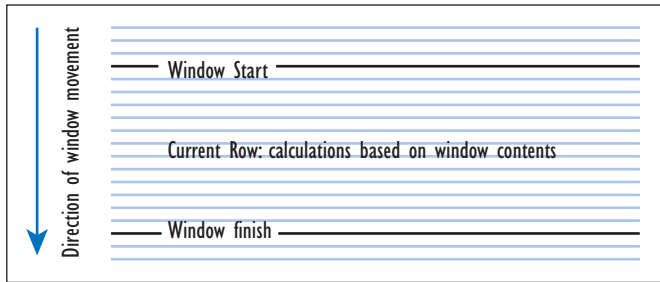 Direction of window movement
Window Start
Current Row: calculations based on window contents
Window finish